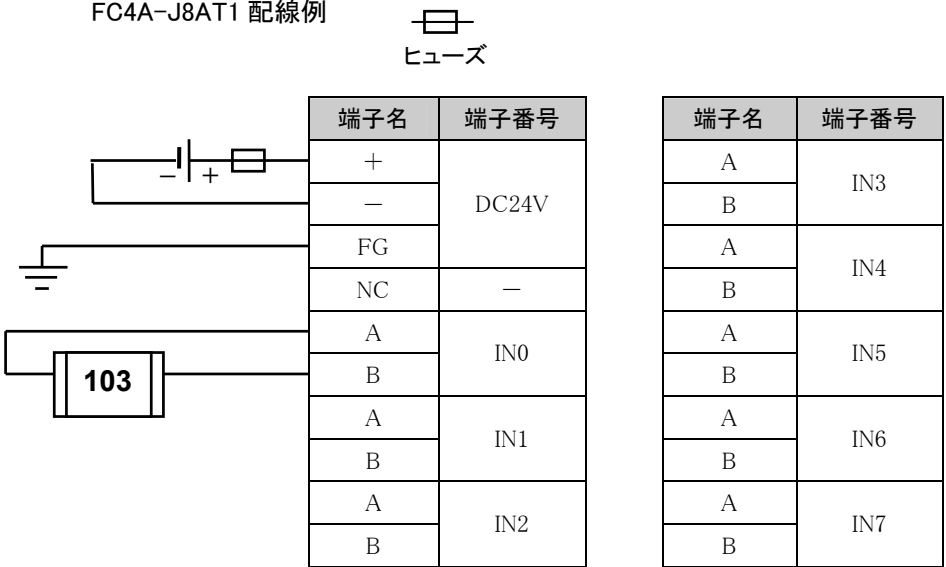 FC4A-J8AT1 配線例
ヒューズ
端子名 端子番号
+ DC24V
−
FG
NC −
A IN0
B
A IN1
B
A IN2
B
− +
103
端子名 端子番号
A IN3
B
A IN4
B
A IN5
B
A IN6
B
A IN7
B